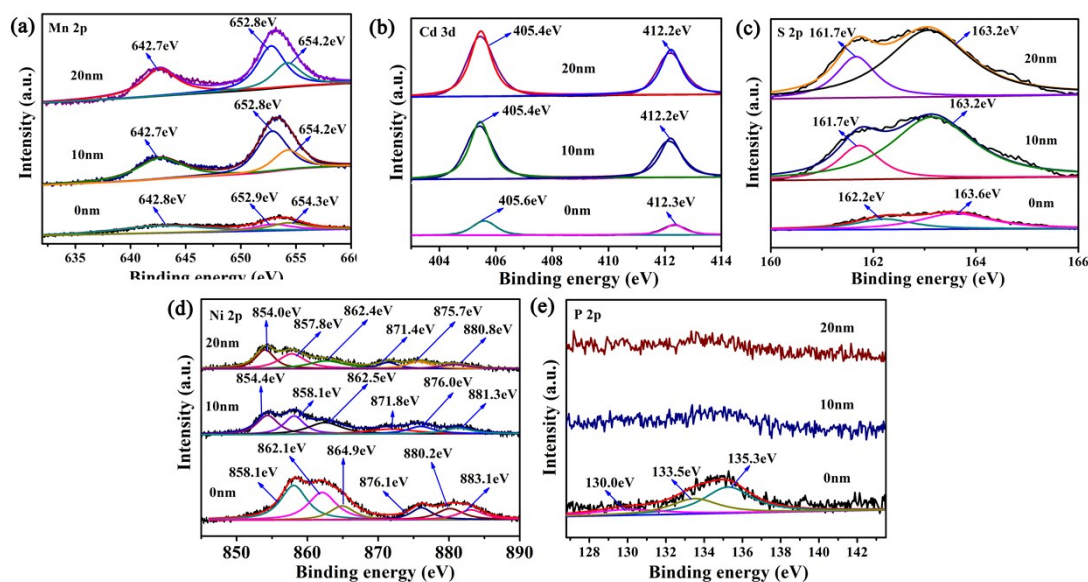 (a)
Mn 2p
652.8eV
642.7eV
654.2eV
20nm
652.8eV
642.7eV
654.2eV
10nm
652.9eV
642.8eV
654.3eV
0nm
635 640 645 650 655 660
Binding energy (eV)
Intensity (a.u.)
(b)
Cd 3d
405.4eV
412.2eV
20nm
405.4eV
412.2eV
10nm
405.6eV
412.3eV
0nm
404 406 408 410 412 414
Binding energy (eV)
Intensity (a.u.)
(c)
S 2p
161.7eV
163.2eV
20nm
161.7eV
163.2eV
10nm
162.2eV
163.6eV
0nm
160 162 164 166
Binding energy (eV)
Intensity (a.u.)
(d)
Ni 2p
854.0eV
857.8eV
862.4eV
871.4eV
875.7eV
880.8eV
20nm
854.4eV
858.1eV
862.5eV
871.8eV
876.0eV
881.3eV
10nm
858.1eV
862.1eV
864.9eV
876.1eV
880.2eV
883.1eV
0nm
850 860 870 880 890
Binding energy (eV)
Intensity (a.u.)
(e)
P 2p
20nm
10nm
130.0eV
133.5eV
135.3eV
0nm
128 130 132 134 136 138 140 142
Binding energy (eV)
Intensity (a.u.)